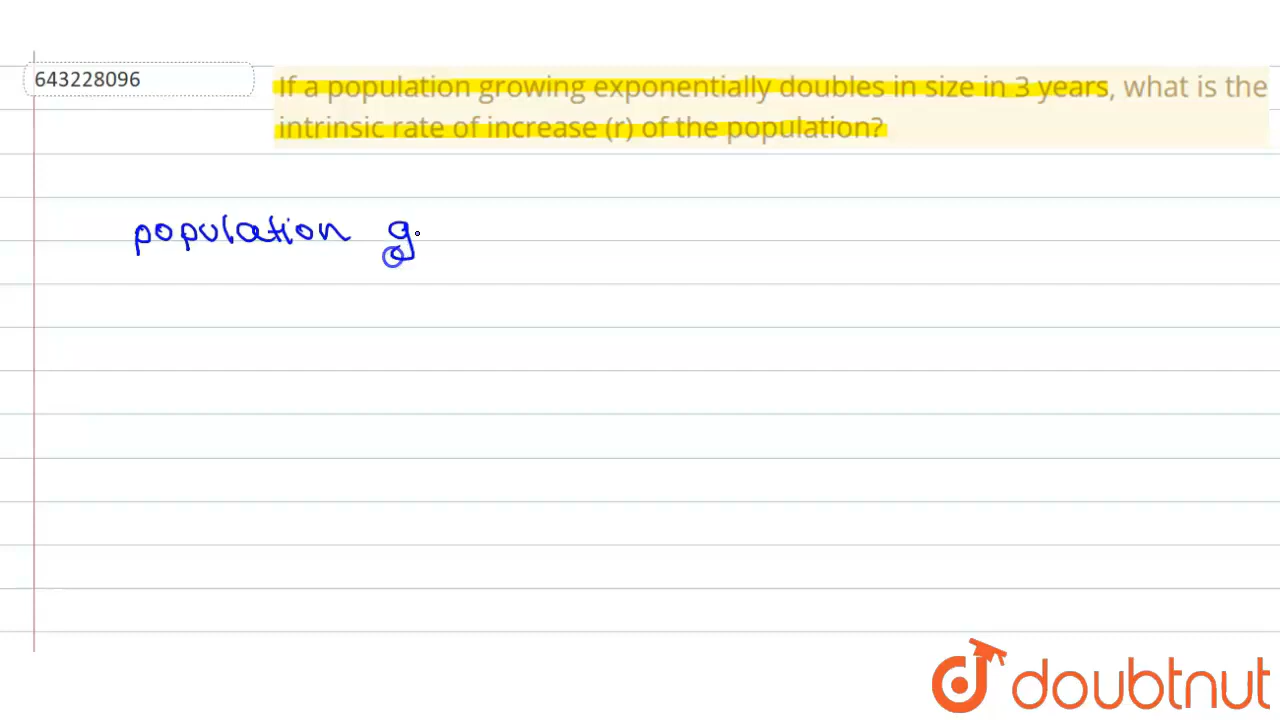 643228096
If a population growing exponentially doubles in size in 3 years, what is the
intrinsic rate of increase (r) of the population?
population g
doubtnut